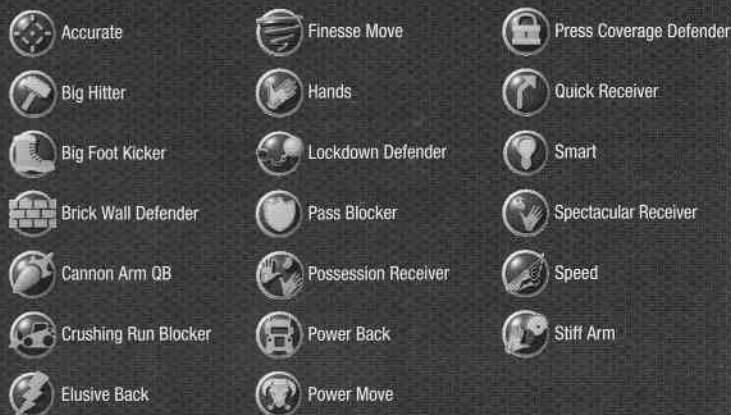 Accurate
Big Hitter
Big Foot Kicker
Brick Wall Defender
Cannon Arm QB
Crushing Run Blocker
Elusive Back
Finesse Move
Hands
Lockdown Defender
Pass Blocker
Possession Receiver
Power Back
Power Move
Press Coverage Defender
Quick Receiver
Smart
Spectacular Receiver
Speed
Stiff Arm